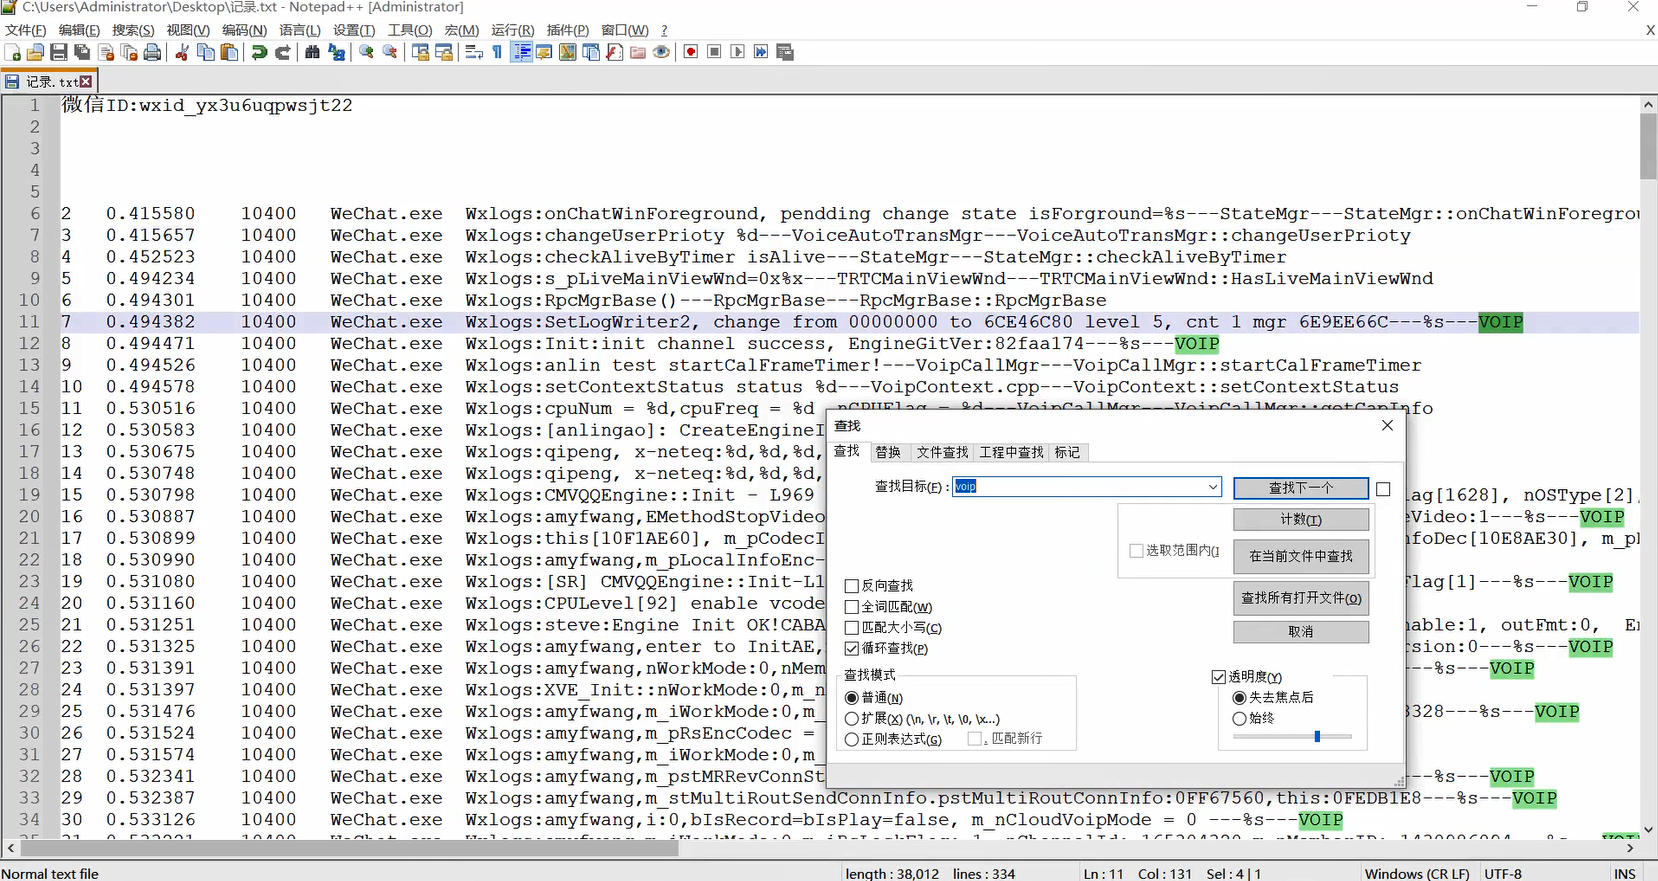 C:\Users\Administrator\Desktop\记录.txt - Notepad++ [Administrator]
文件(F) 编辑(E) 搜索(S) 视图(V) 编码(N) 语言(L) 设置(T) 工具(O) 宏(M) 运行(R) 插件(P) 窗口(W) ? X
记录.txt
1 微信ID:wxid_yx3u6uqpwsjt22
2
3
4
5
6 2 0.415580 10400 WeChat.exe Wxlogs:onChatWinForeground, pendding change state isForground=%s---StateMgr---StateMgr::onChatWinForegrou
7 3 0.415657 10400 WeChat.exe Wxlogs:changeUserPrioty %d---VoiceAutoTransMgr---VoiceAutoTransMgr::changeUserPrioty
8 4 0.452523 10400 WeChat.exe Wxlogs:checkAliveByTimer isAlive---StateMgr---StateMgr::checkAliveByTimer
9 5 0.494234 10400 WeChat.exe Wxlogs:s_pLiveMainViewWnd=0x%x---TRTCMainViewWnd---TRTCMainViewWnd::HasLiveMainViewWnd
10 6 0.494301 10400 WeChat.exe Wxlogs:RpcMgrBase()---RpcMgrBase---RpcMgrBase::RpcMgrBase
11 7 0.494382 10400 WeChat.exe Wxlogs:SetLogWriter2, change from 00000000 to 6CE46C80 level 5, cnt 1 mgr 6E9EE66C---%s---VOIP
12 8 0.494471 10400 WeChat.exe Wxlogs:Init:init channel success, EngineGitVer:82faa174---%s---VOIP
13 9 0.494526 10400 WeChat.exe Wxlogs:anlin test startCalFrameTimer!---VoipCallMgr---VoipCallMgr::startCalFrameTimer
14 10 0.494578 10400 WeChat.exe Wxlogs:setContextStatus status %d---VoipContext.cpp---VoipContext::setContextStatus
15 11 0.530516 10400 WeChat.exe Wxlogs:cpuNum = %d,cpuFreq = %d ,nCPUFlag = %d---VoipCallMgr---VoipCallMgr::getCapInfo
16 12 0.530583 10400 WeChat.exe Wxlogs:[anlingao]: CreateEngineI
17 13 0.530675 10400 WeChat.exe Wxlogs:qipeng, x-neteq:%d,%d,%d,
18 14 0.530748 10400 WeChat.exe Wxlogs:qipeng, x-neteq:%d,%d,%d,
19 15 0.530798 10400 WeChat.exe Wxlogs:CMVQQEngine::Init - L969 lag[1628], nOSType[2],
20 16 0.530887 10400 WeChat.exe Wxlogs:amyfwang,EMethodStopVideo eVideo:1---%s---VOIP
21 17 0.530899 10400 WeChat.exe Wxlogs:this[10F1AE60], m_pCodecI nfoDec[10E8AE30], m_pl
22 18 0.530990 10400 WeChat.exe Wxlogs:amyfwang,m_pLocalInfoEnc-
23 19 0.531080 10400 WeChat.exe Wxlogs:[SR] CMVQQEngine::Init-L1 Flag[1]---%s---VOIP
24 20 0.531160 10400 WeChat.exe Wxlogs:CPULevel[92] enable vcode
25 21 0.531251 10400 WeChat.exe Wxlogs:steve:Engine Init OK!CABA nable:1, outFmt:0, E
26 22 0.531325 10400 WeChat.exe Wxlogs:amyfwang,enter to InitAE, rsion:0---%s---VOIP
27 23 0.531391 10400 WeChat.exe Wxlogs:amyfwang,nWorkMode:0,nMem ---%s---VOIP
28 24 0.531397 10400 WeChat.exe Wxlogs:XVE_Init::nWorkMode:0,m_n
29 25 0.531476 10400 WeChat.exe Wxlogs:amyfwang,m_iWorkMode:0,m_ 3328---%s---VOIP
30 26 0.531524 10400 WeChat.exe Wxlogs:amyfwang,m_pRsEncCodec =
31 27 0.531574 10400 WeChat.exe Wxlogs:amyfwang,m_iWorkMode:0,m_
32 28 0.532341 10400 WeChat.exe Wxlogs:amyfwang,m_pstMRRevConnSt ---%s---VOIP
33 29 0.532387 10400 WeChat.exe Wxlogs:amyfwang,m_stMultiRoutSendConnInfo.pstMultiRoutConnInfo:0FF67560,this:0FEDB1E8---%s---VOIP
34 30 0.533126 10400 WeChat.exe Wxlogs:amyfwang,i:0,bIsRecord=bIsPlay=false, m_nCloudVoipMode = 0 ---%s---VOIP
查找
查找 替换 文件查找 工程中查找 标记
查找目标(F) : voip 查找下一个
计数(T)
选取范围内(I 在当前文件中查找
反向查找 查找所有打开文件(O)
全词匹配(W)
匹配大小写(C) 取消
循环查找(P)
查找模式 透明度(Y)
普通(N) 失去焦点后
扩展(X) (\n, \r, \t, \0, \x...) 始终
正则表达式(G) . 匹配新行
Normal text file length : 38,012 lines : 334 Ln : 11 Col : 131 Sel : 4 | 1 Windows (CR LF) UTF-8 INS